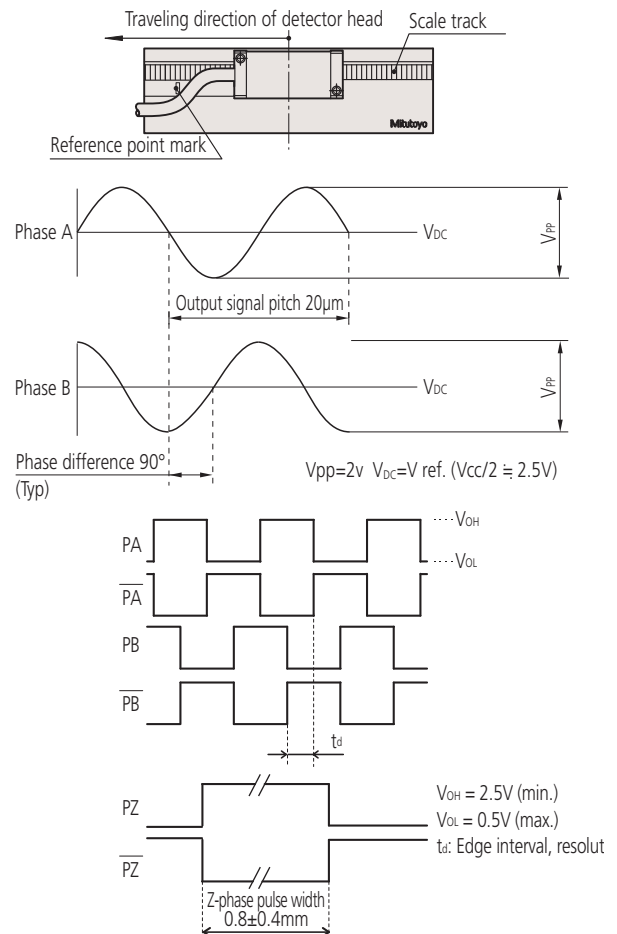 Traveling direction of detector head
Scale track
Mitutoyo
Reference point mark
Phase A
VDC
VPP
Output signal pitch 20µm
Phase B
VDC
VPP
Phase difference 90°
(Typ)
Vpp=2v VDC=V ref. (Vcc/2 ≒ 2.5V)
VOH
PA
VOL
P̅A̅
PB
P̅B̅
td
PZ
VOH = 2.5V (min.)
VOL = 0.5V (max.)
td: Edge interval, resolut
P̅Z̅
Z-phase pulse width
0.8±0.4mm